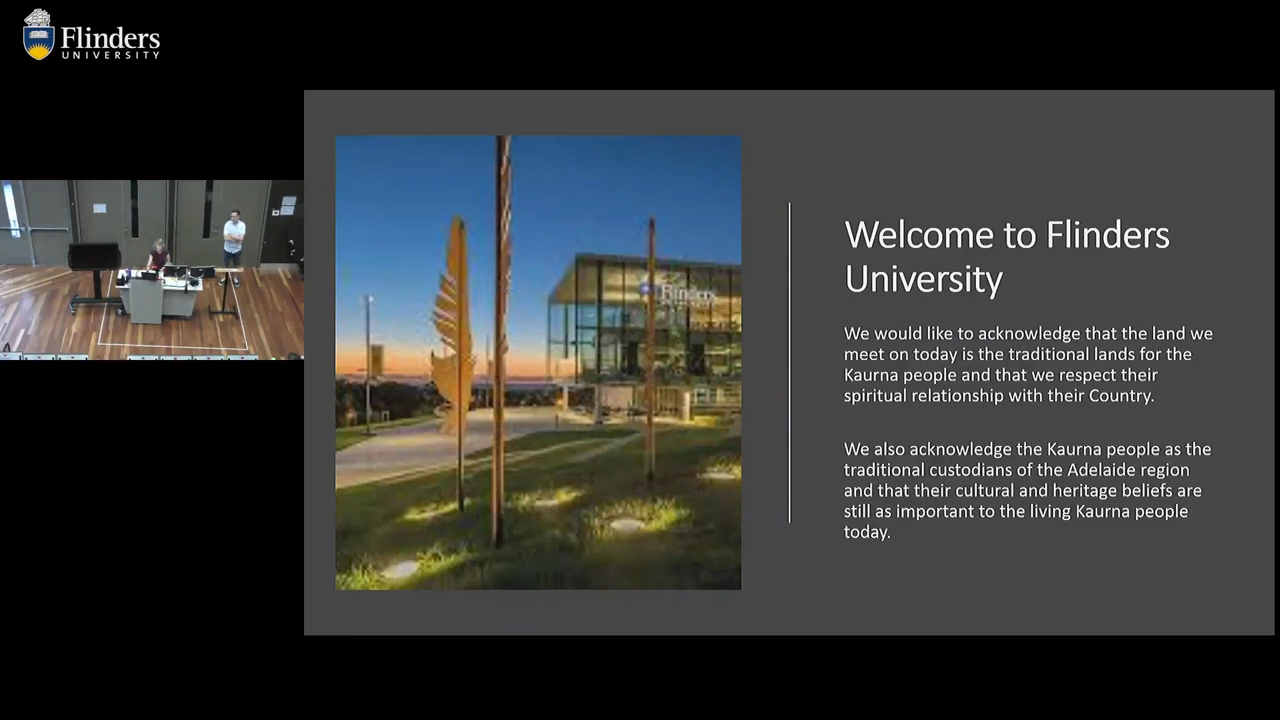 Flinders
UNIVERSITY
Flinders
Welcome to Flinders
University
We would like to acknowledge that the land we
meet on today is the traditional lands for the
Kaurna people and that we respect their
spiritual relationship with their Country.
We also acknowledge the Kaurna people as the
traditional custodians of the Adelaide region
and that their cultural and heritage beliefs are
still as important to the living Kaurna people
today.